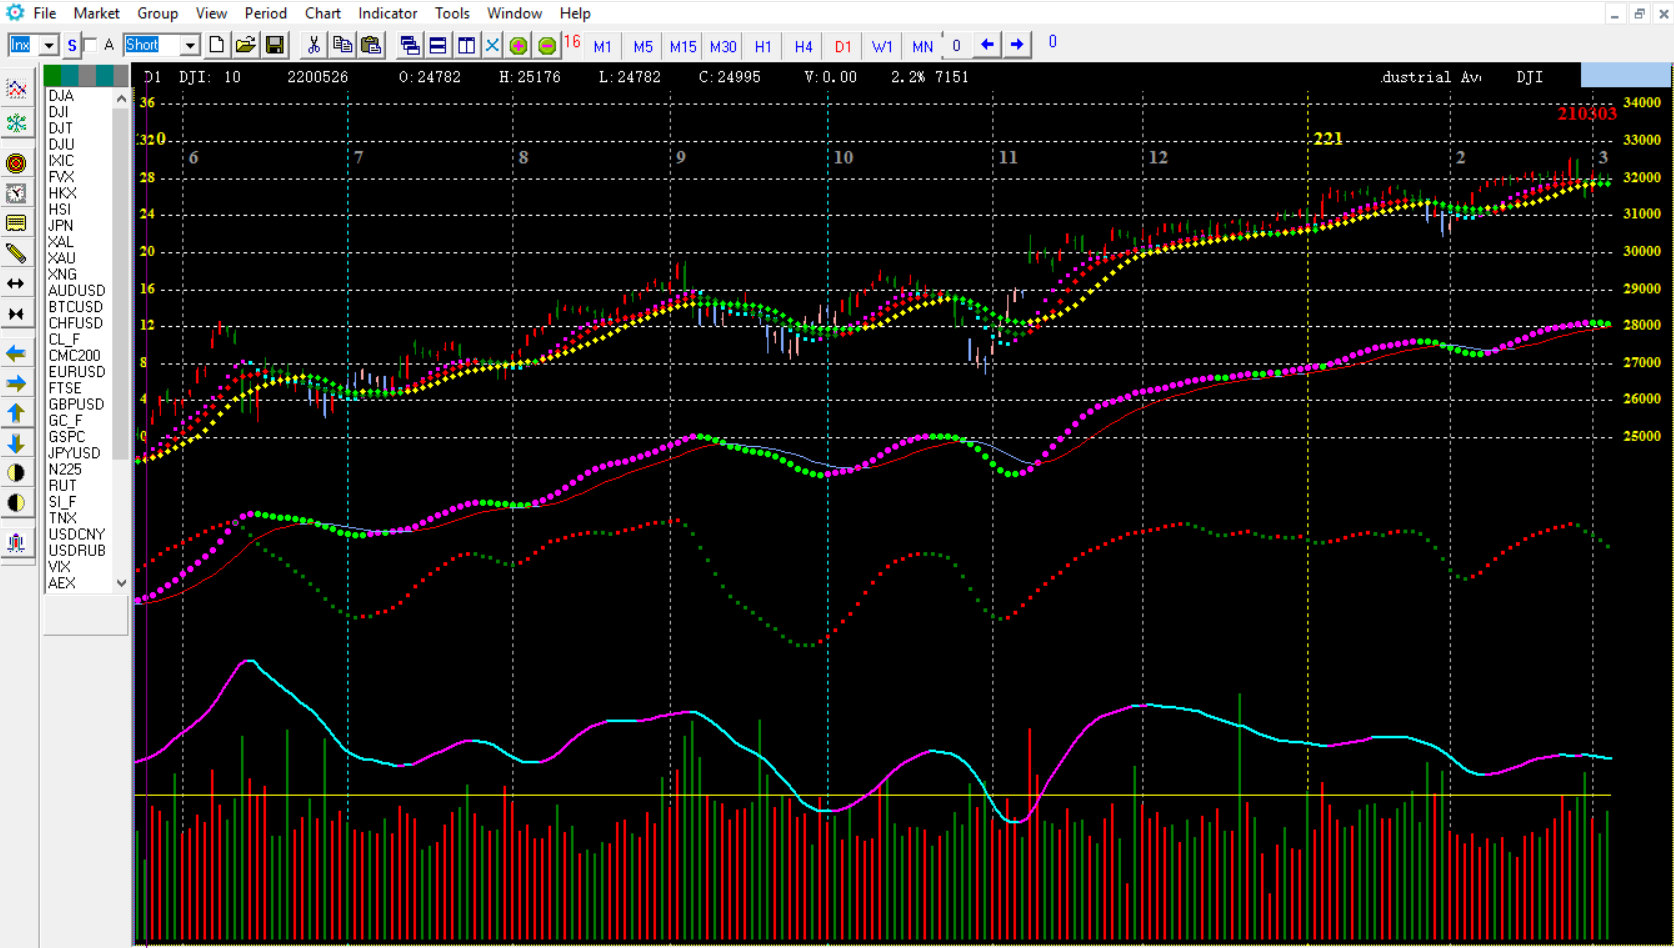 File Market Group View Period Chart Indicator Tools Window Help
Inx S A Short 16 M1 M5 M15 M30 H1 H4 D1 W1 MN 0 0
D1 DJI: 10 2200526 O:24782 H:25176 L:24782 C:24995 V:0.00 2.2% 7151 dustrial Av DJI
DJA
DJI
DJT
DJU
IXIC
FVX
HKX
HSI
JPN
XAL
XAU
XNG
AUDUSD
BTCUSD
CHFUSD
CL_F
CMC200
EURUSD
FTSE
GBPUSD
GC_F
GSPC
JPYUSD
N225
RUT
SI_F
TNX
USDCNY
USDRUB
VIX
AEX
36 34000
210303
0 221 33000
6 7 8 9 10 11 12 2 3
28 32000
24 31000
20 30000
16 29000
12 28000
8 27000
4 26000
0 25000